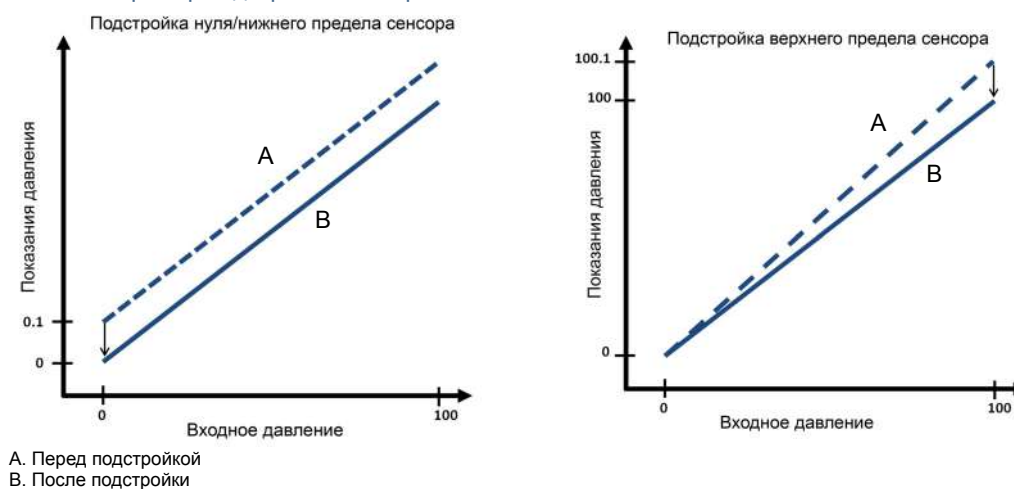 Подстройка нуля/нижнего предела сенсора
Показания давления
A
B
0.1
0
0
100
Входное давление
Подстройка верхнего предела сенсора
100.1
100
Показания давления
A
B
0
0
100
Входное давление
А. Перед подстройкой
В. После подстройки